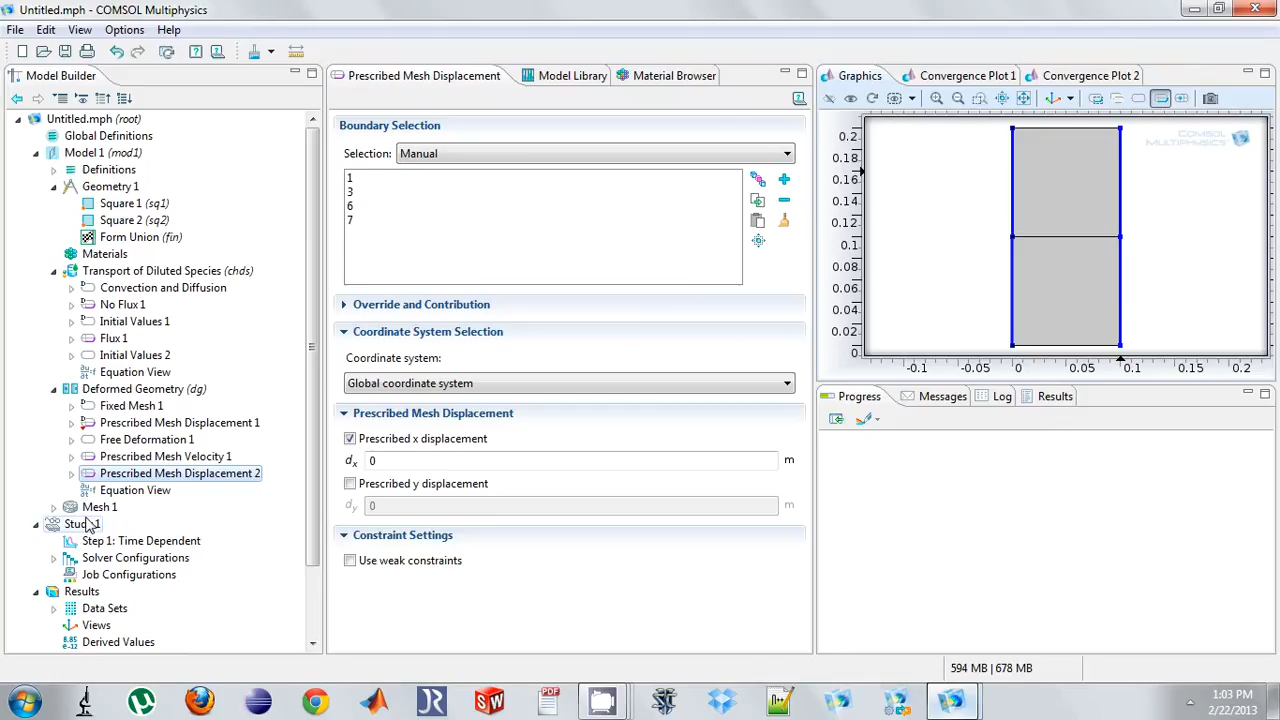 Untitled.mph - COMSOL Multiphysics
File Edit View Options Help
Model Builder
Untitled.mph (root)
Global Definitions
Model 1 (mod1)
Definitions
Geometry 1
Square 1 (sq1)
Square 2 (sq2)
Form Union (fin)
Materials
Transport of Diluted Species (chds)
Convection and Diffusion
No Flux 1
Initial Values 1
Flux 1
Initial Values 2
Equation View
Deformed Geometry (dg)
Fixed Mesh 1
Prescribed Mesh Displacement 1
Free Deformation 1
Prescribed Mesh Velocity 1
Prescribed Mesh Displacement 2
Equation View
Mesh 1
Study 1
Step 1: Time Dependent
Solver Configurations
Job Configurations
Results
Data Sets
Views
Derived Values
Prescribed Mesh Displacement Model Library Material Brows
Boundary Selection
Selection: Manual
1
3
6
7
Override and Contribution
Coordinate System Selection
Coordinate system:
Global coordinate system
Prescribed Mesh Displacement
Prescribed x displacement
dx 0 m
Prescribed y displacement
dy 0 m
Constraint Settings
Use weak constraints
Graphics Convergence Plot 1 Convergence Plot 2
COMSOL
MULTIPHYSICS
0.2
0.18
0.16
0.14
0.12
0.1
0.08
0.06
0.04
0.02
0
-0.1 -0.05 0 0.05 0.1 0.15 0.2
Progress Messages Log Results
594 MB | 678 MB
PDF
1:03 PM
2/22/2013